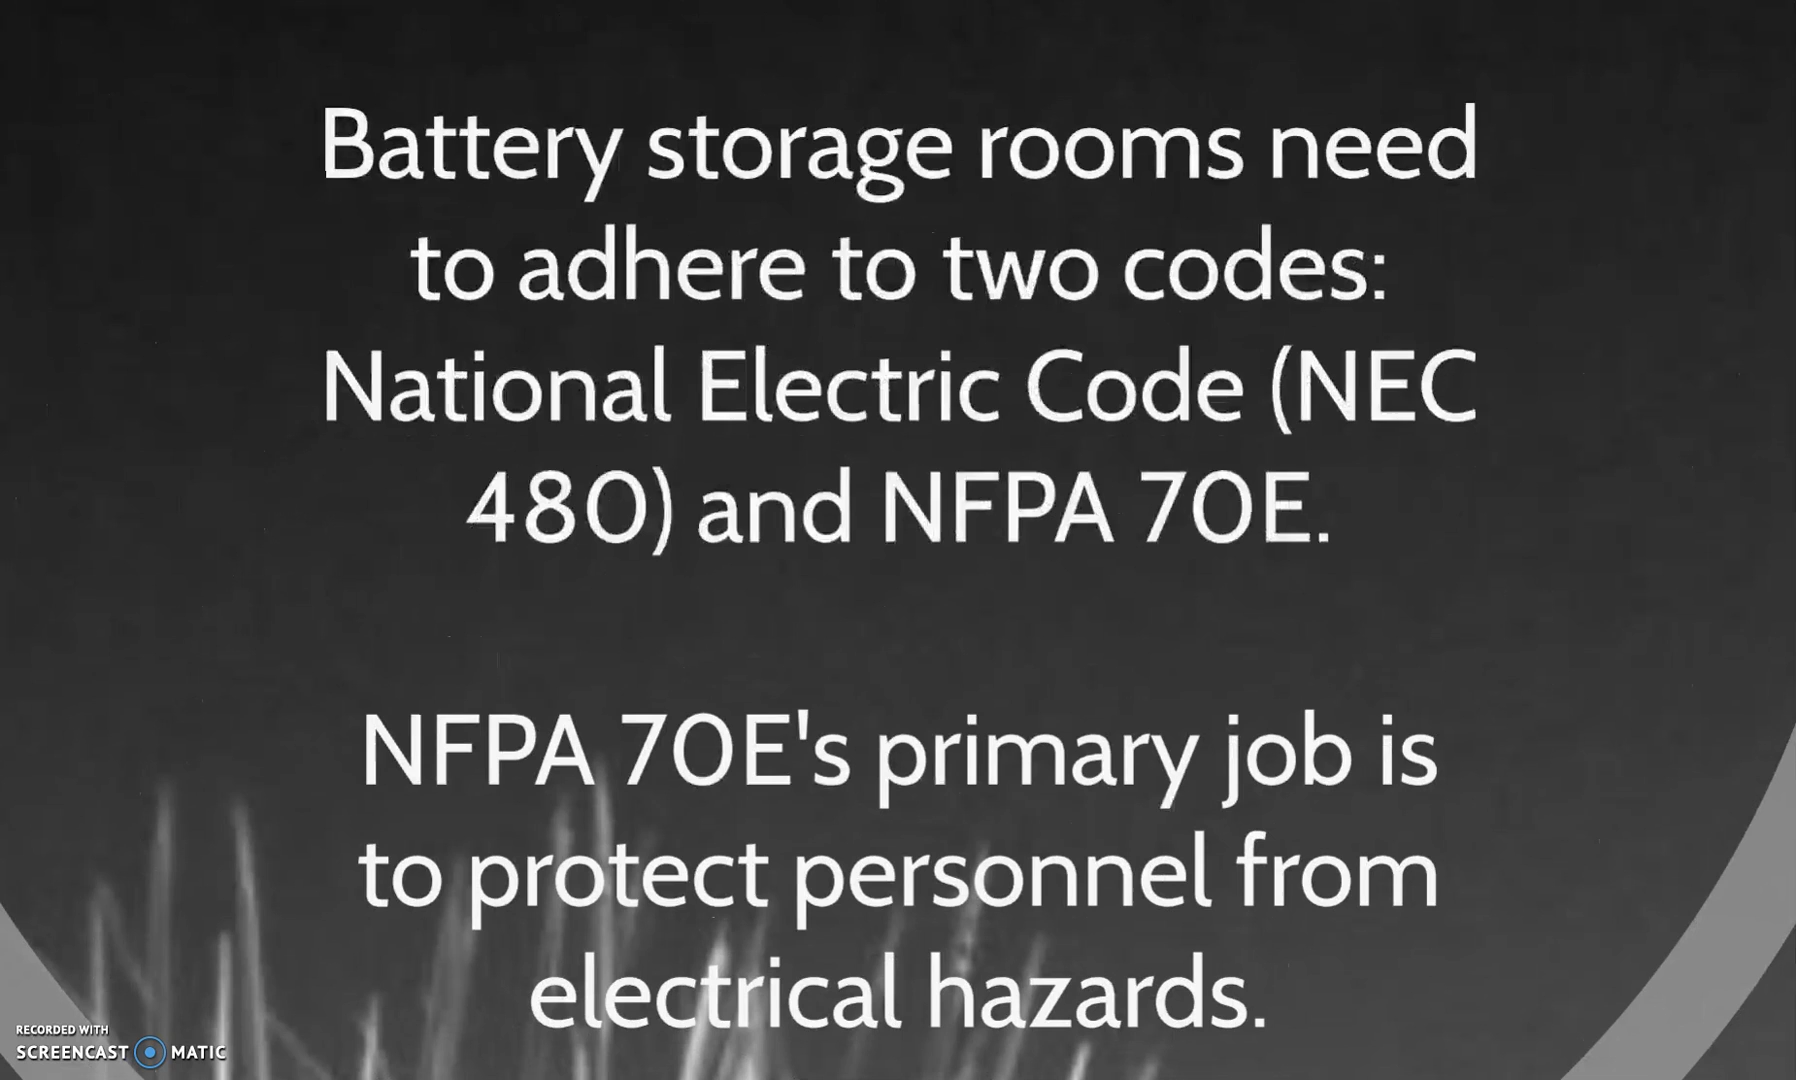 Battery storage rooms need
to adhere to two codes:
National Electric Code (NEC
480) and NFPA 70E.
NFPA 70E's primary job is
to protect personnel from
electrical hazards.
RECORDED WITH
SCREENCAST MATIC